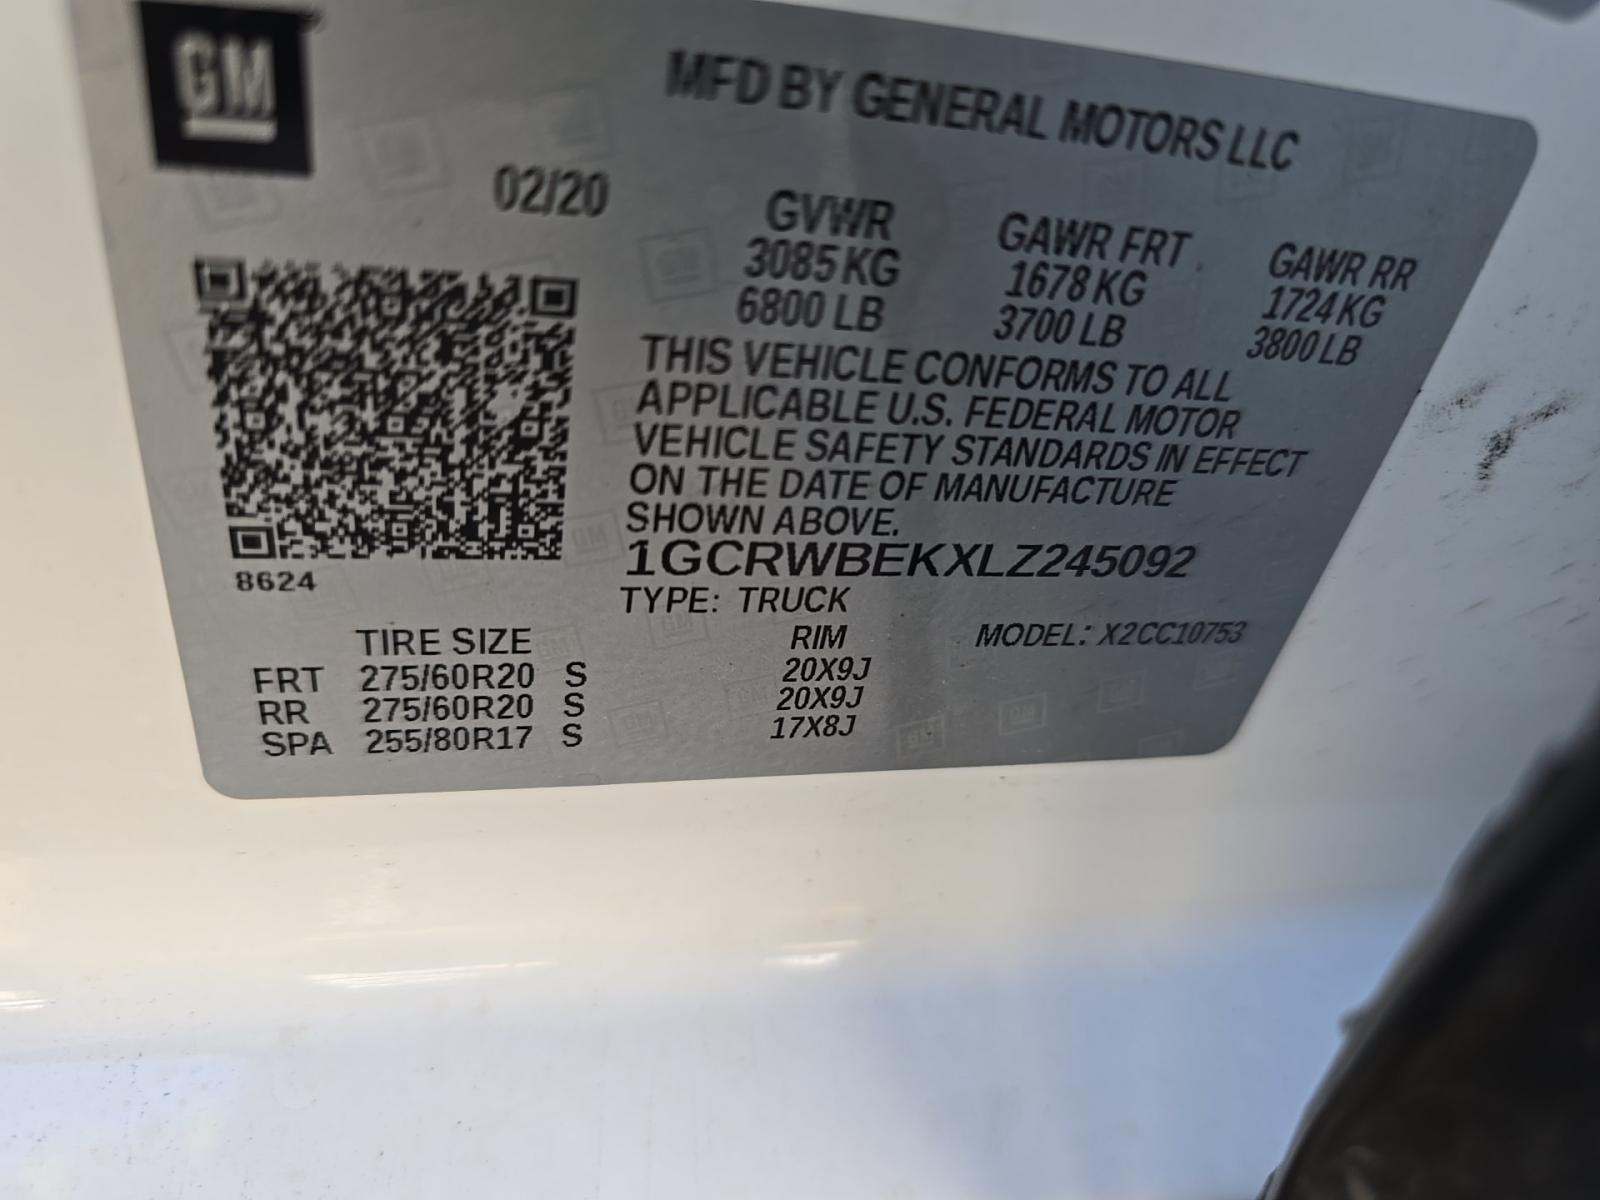 GM
MFD BY GENERAL MOTORS LLC
02/20
GVWR GAWR FRT GAWR RR
3085 KG 1678 KG 1724 KG
6800 LB 3700 LB 3800 LB
THIS VEHICLE CONFORMS TO ALL
APPLICABLE U.S. FEDERAL MOTOR
VEHICLE SAFETY STANDARDS IN EFFECT
ON THE DATE OF MANUFACTURE
SHOWN ABOVE.
1GCRWBEKXLZ245092
8624
TYPE: TRUCK
TIRE SIZE RIM MODEL: X2CC10753
FRT 275/60R20 S 20X9J
RR 275/60R20 S 20X9J
SPA 255/80R17 S 17X8J